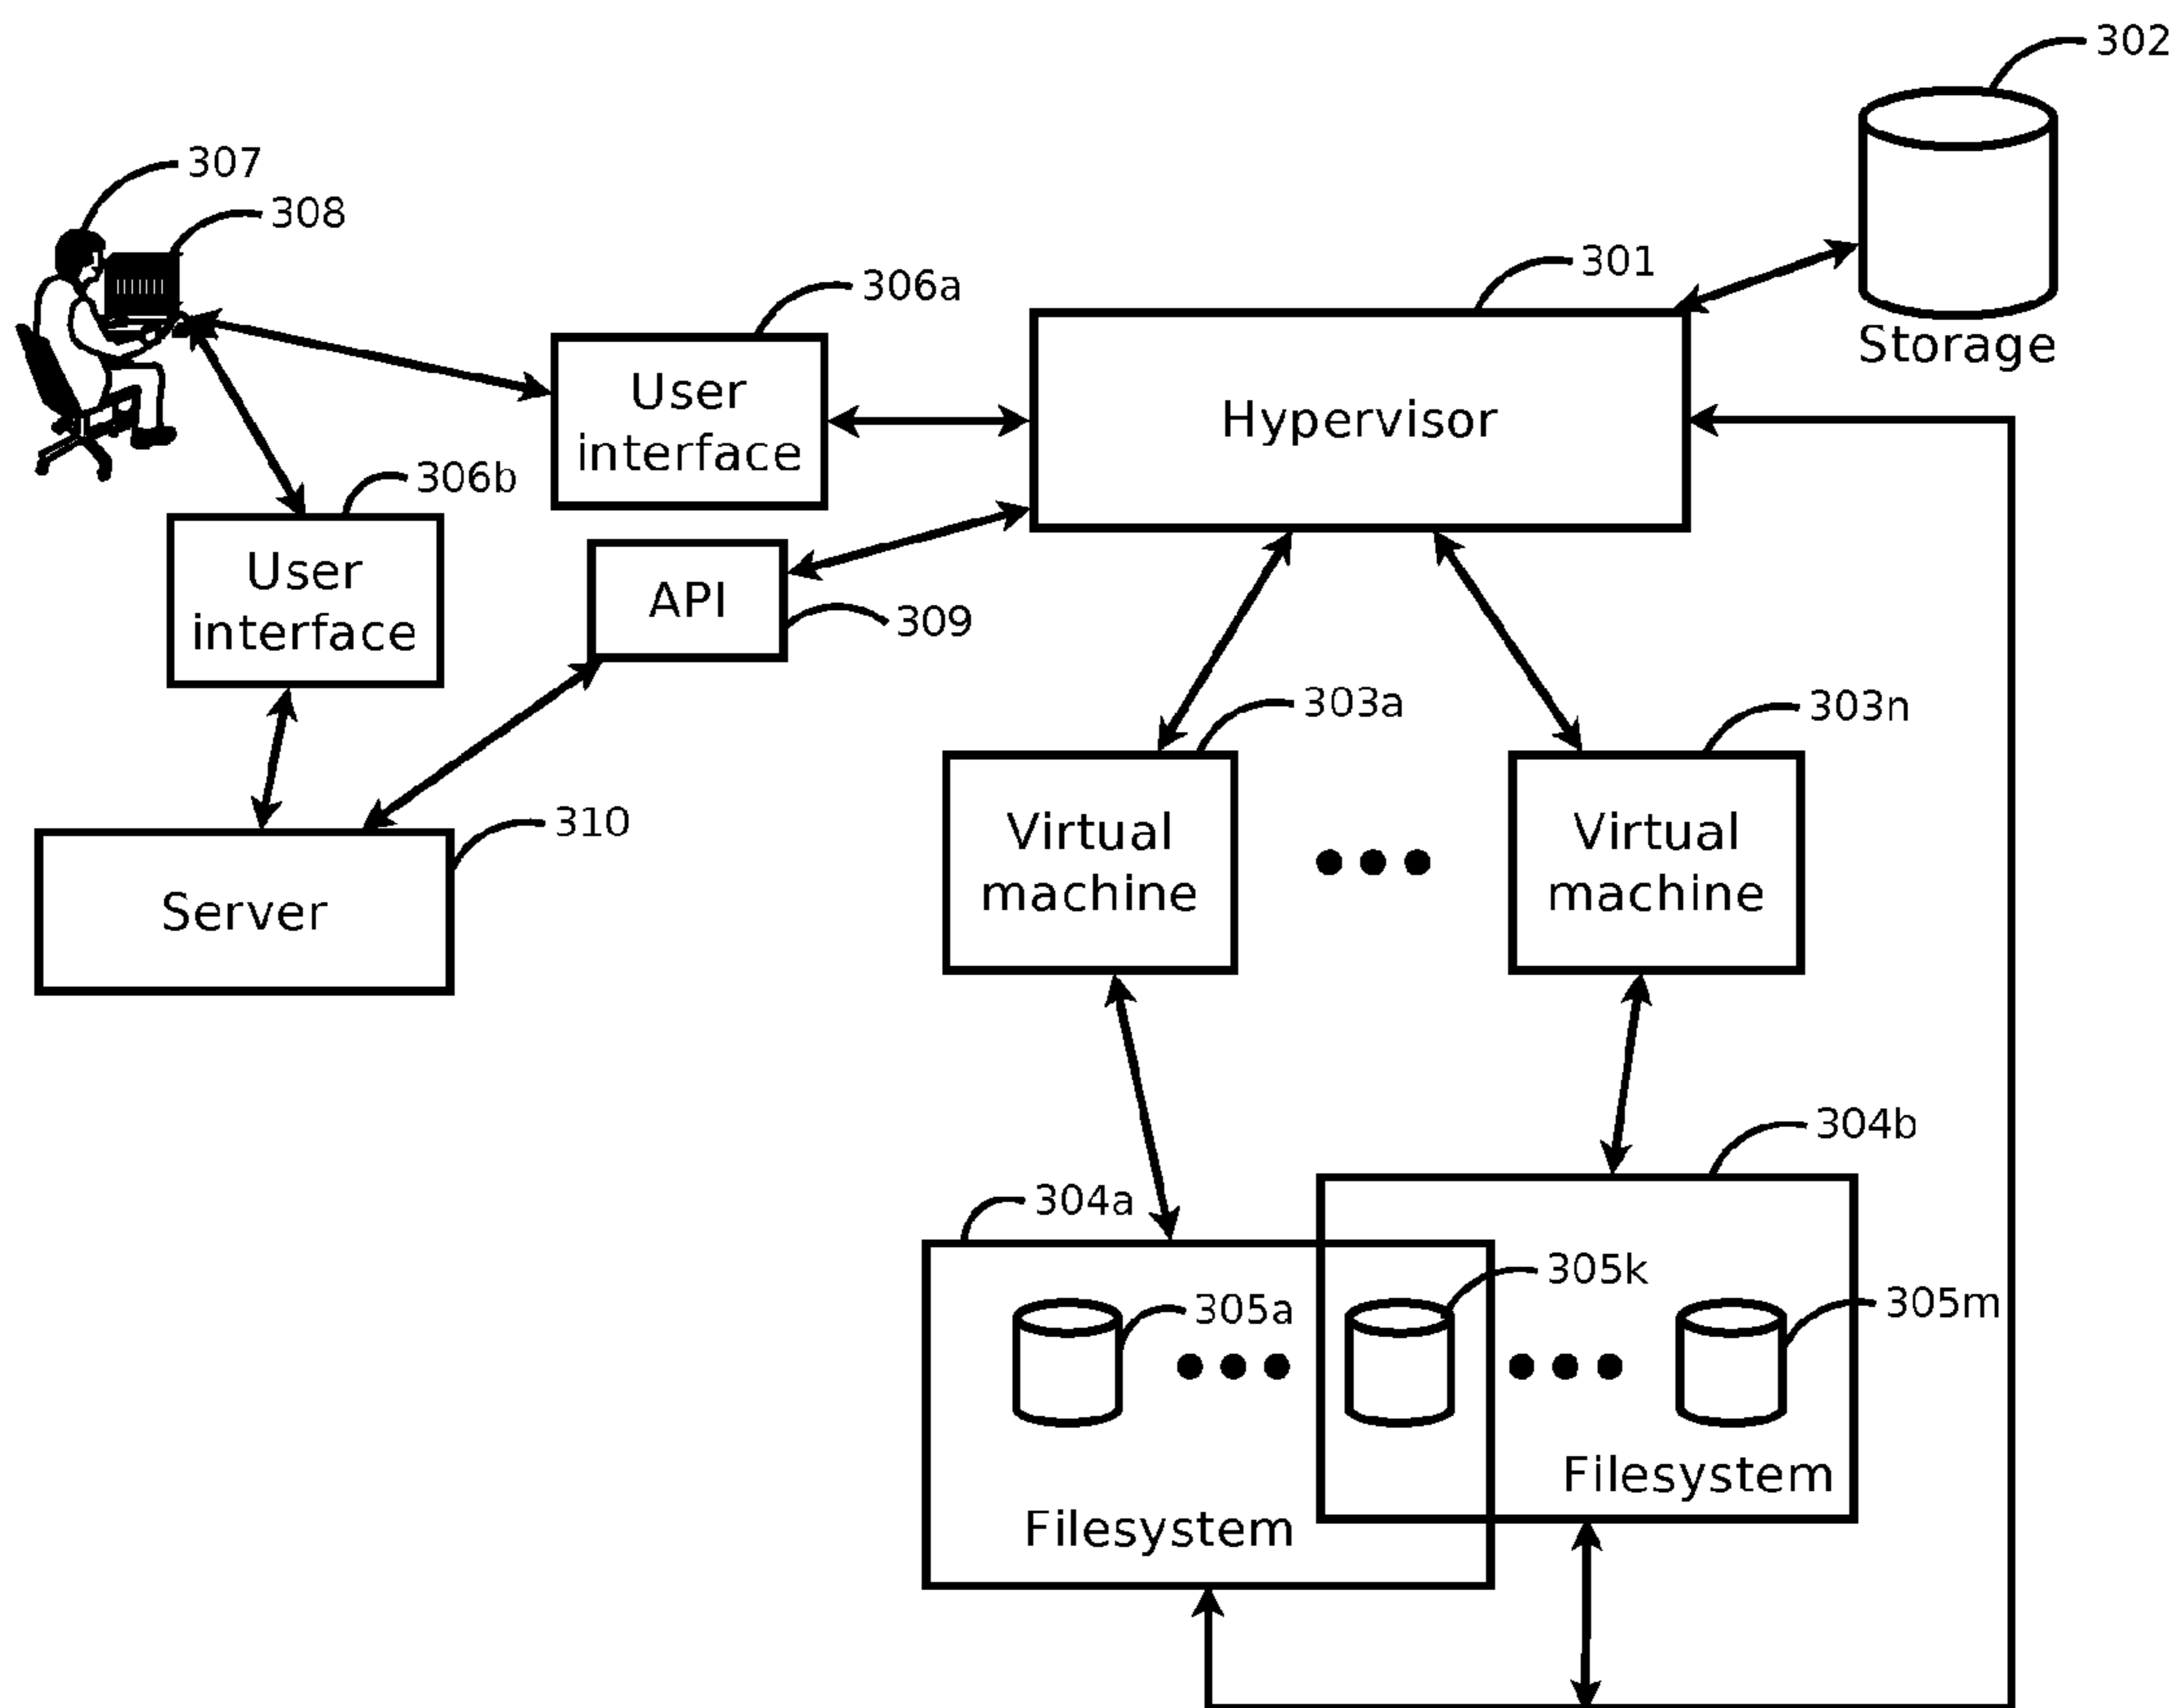 302
307
308
301
306a
Storage
User
interface
Hypervisor
306b
User
interface
API
309
303a
303n
310
Virtual
machine
Virtual
machine
Server
304b
304a
305k
305a
305m
Filesystem
Filesystem